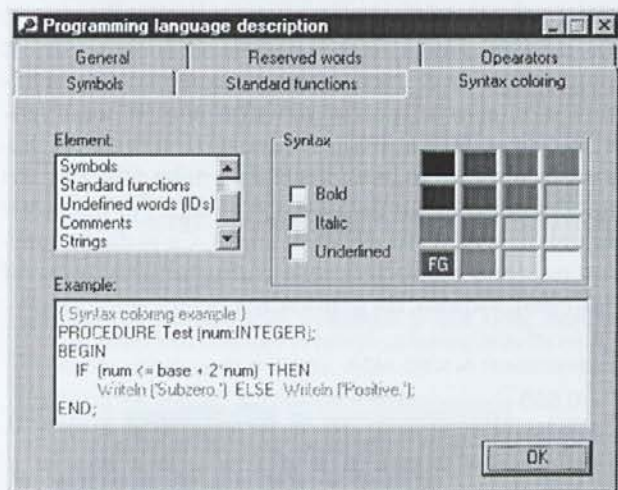 Programming language description
General Reserved words Opearators
Symbols Standard functions Syntax coloring
Element:
Symbols
Standard functions
Undefined words (IDs)
Comments
Strings
Syntax
Bold
Italic
Underlined
FG
Example:
{ Syntax coloring example }
PROCEDURE Test (num:INTEGER);
BEGIN
IF (num <= base + 2*num) THEN
Writeln ('Subzero.') ELSE Writeln ('Positive.');
END;
OK